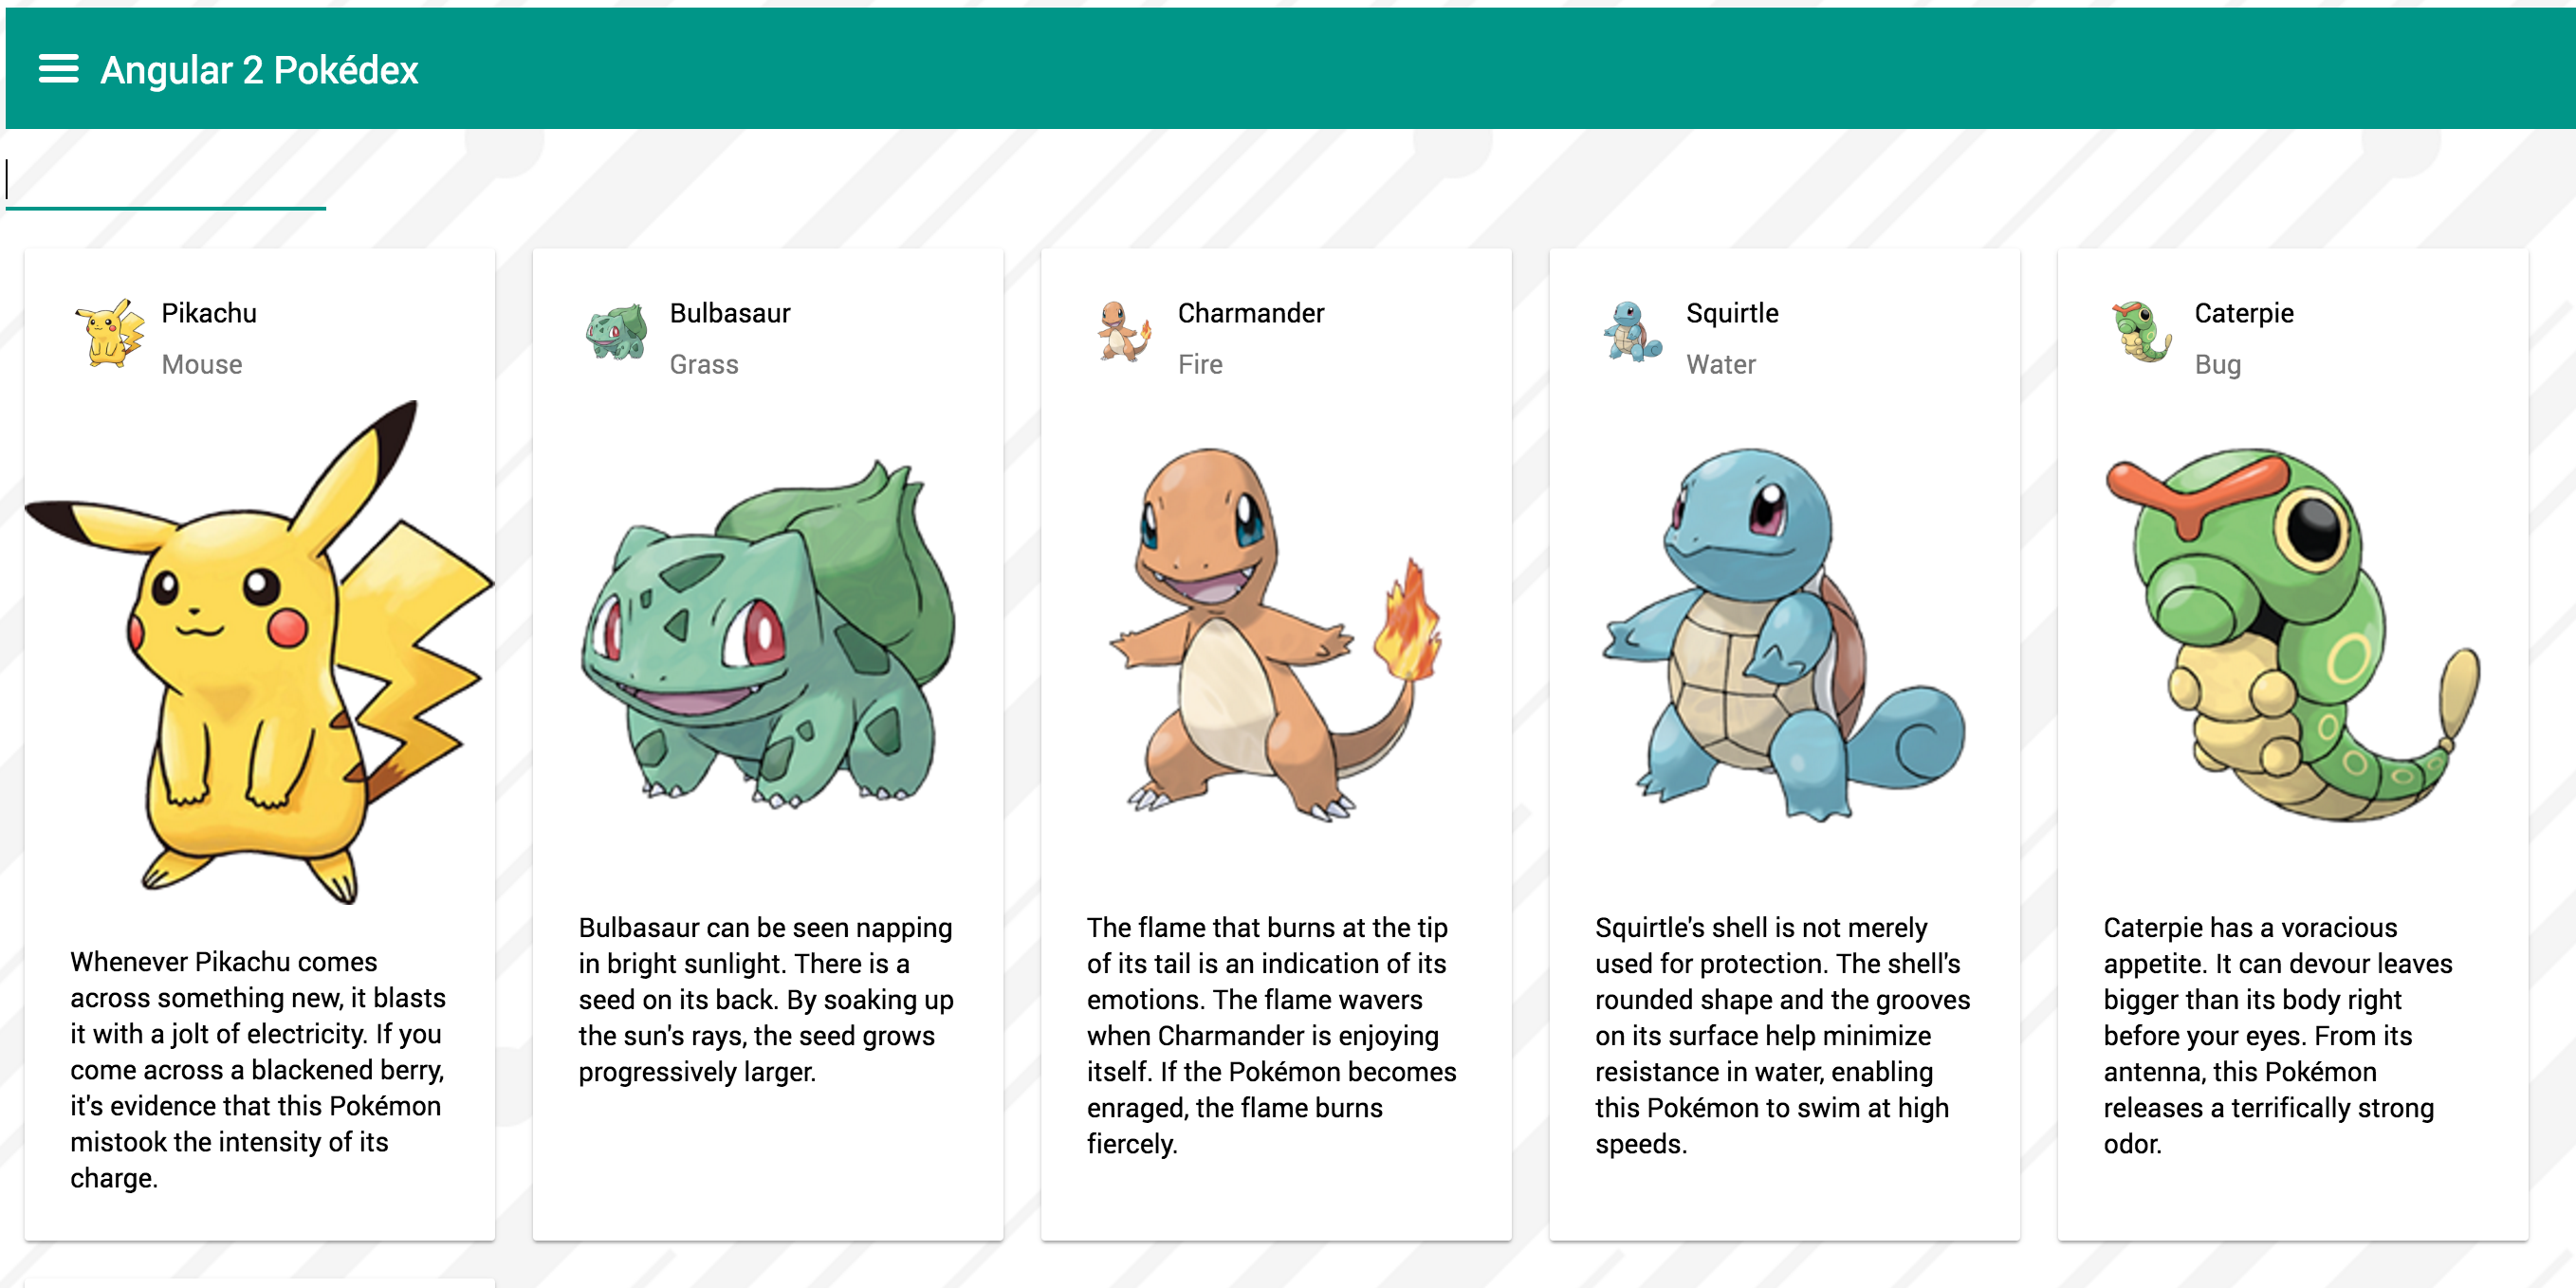 Angular 2 Pokédex
Pikachu
Mouse
Whenever Pikachu comes
across something new, it blasts
it with a jolt of electricity. If you
come across a blackened berry,
it's evidence that this Pokémon
mistook the intensity of its
charge.
Bulbasaur
Grass
Bulbasaur can be seen napping
in bright sunlight. There is a
seed on its back. By soaking up
the sun's rays, the seed grows
progressively larger.
Charmander
Fire
The flame that burns at the tip
of its tail is an indication of its
emotions. The flame wavers
when Charmander is enjoying
itself. If the Pokémon becomes
enraged, the flame burns
fiercely.
Squirtle
Water
Squirtle's shell is not merely
used for protection. The shell's
rounded shape and the grooves
on its surface help minimize
resistance in water, enabling
this Pokémon to swim at high
speeds.
Caterpie
Bug
Caterpie has a voracious
appetite. It can devour leaves
bigger than its body right
before your eyes. From its
antenna, this Pokémon
releases a terrifically strong
odor.